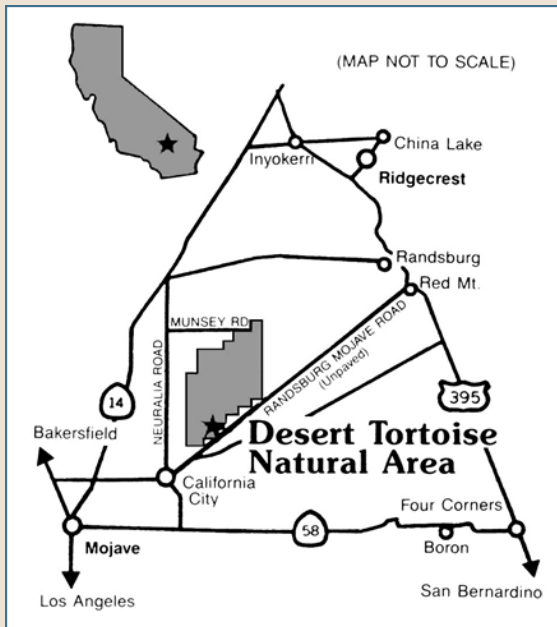 (MAP NOT TO SCALE)
China Lake
Inyokerri
Ridgecrest
Randsburg
Red Mt.
MUNSEY RD
NEURALIA ROAD
RANDSBURG MOJAVE ROAD
(Unpaved)
14
395
Bakersfield
Desert Tortoise
Natural Area
California
City
Four Corners
58
Mojave
Boron
Los Angeles
San Bernardino